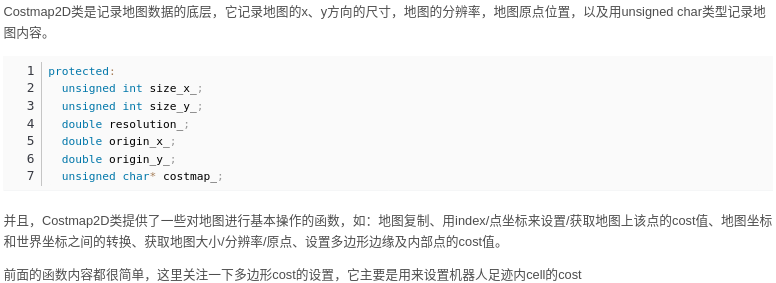 Costmap2D类是记录地图数据的底层，它记录地图的x、y方向的尺寸，地图的分辨率，地图原点位置，以及用unsigned char类型记录地
图内容。
1 protected:
2 unsigned int size_x_;
3 unsigned int size_y_;
4 double resolution_;
5 double origin_x_;
6 double origin_y_;
7 unsigned char* costmap_;
并且，Costmap2D类提供了一些对地图进行基本操作的函数，如：地图复制、用index/点坐标来设置/获取地图上该点的cost值、地图坐标
和世界坐标之间的转换、获取地图大小/分辨率/原点、设置多边形边缘及内部点的cost值。
前面的函数内容都很简单，这里关注一下多边形cost的设置，它主要是用来设置机器人足迹内cell的cost